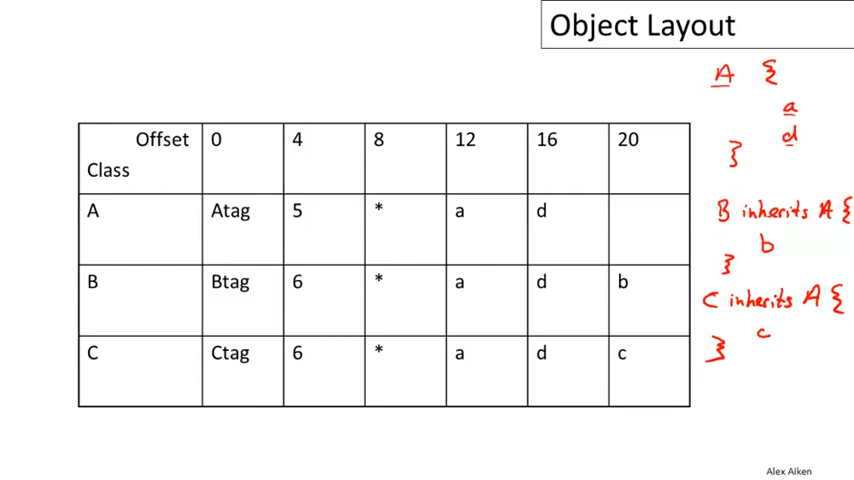 Object Layout
A {
a
d
}
Offset 0 4 8 12 16 20
Class
A Atag 5 * a d
B Btag 6 * a d b
C Ctag 6 * a d c
B inherits A {
b
}
C inherits A {
c
}
Alex Aiken